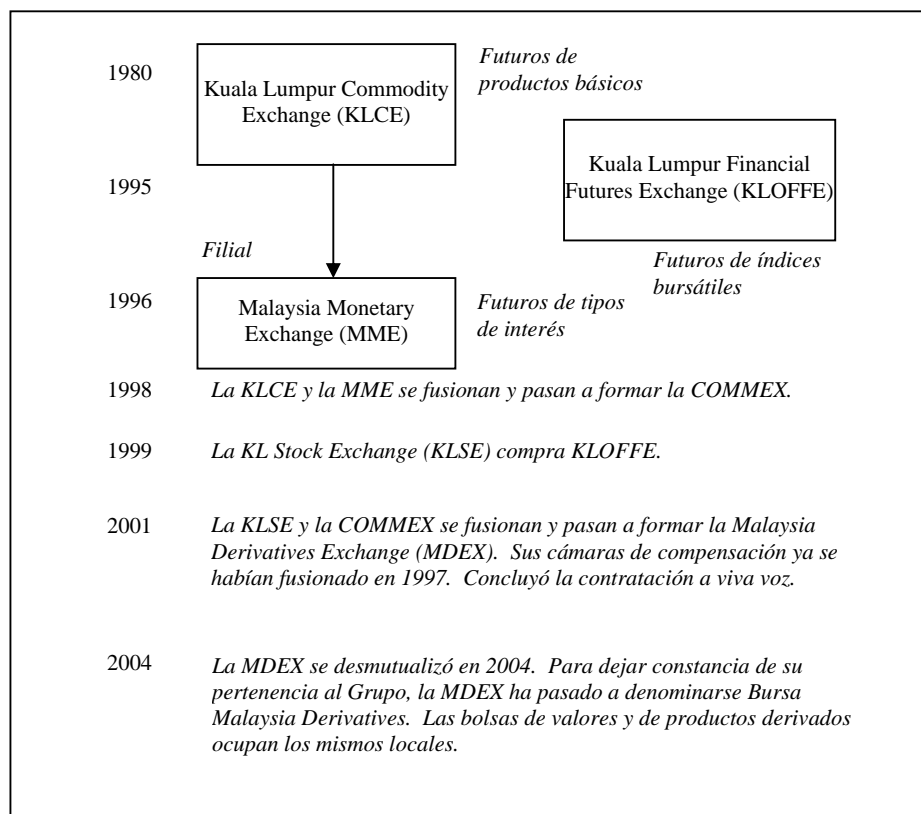 1980
Kuala Lumpur Commodity
Exchange (KLCE)
Futuros de
productos básicos
1995
Kuala Lumpur Financial
Futures Exchange (KLOFFE)
Futuros de índices
bursátiles
Filial
1996
Malaysia Monetary
Exchange (MME)
Futuros de tipos
de interés
1998
La KLCE y la MME se fusionan y pasan a formar la COMMEX.
1999
La KL Stock Exchange (KLSE) compra KLOFFE.
2001
La KLSE y la COMMEX se fusionan y pasan a formar la Malaysia
Derivatives Exchange (MDEX). Sus cámaras de compensación ya se
habían fusionado en 1997. Concluyó la contratación a viva voz.
2004
La MDEX se desmutualizó en 2004. Para dejar constancia de su
pertenencia al Grupo, la MDEX ha pasado a denominarse Bursa
Malaysia Derivatives. Las bolsas de valores y de productos derivados
ocupan los mismos locales.